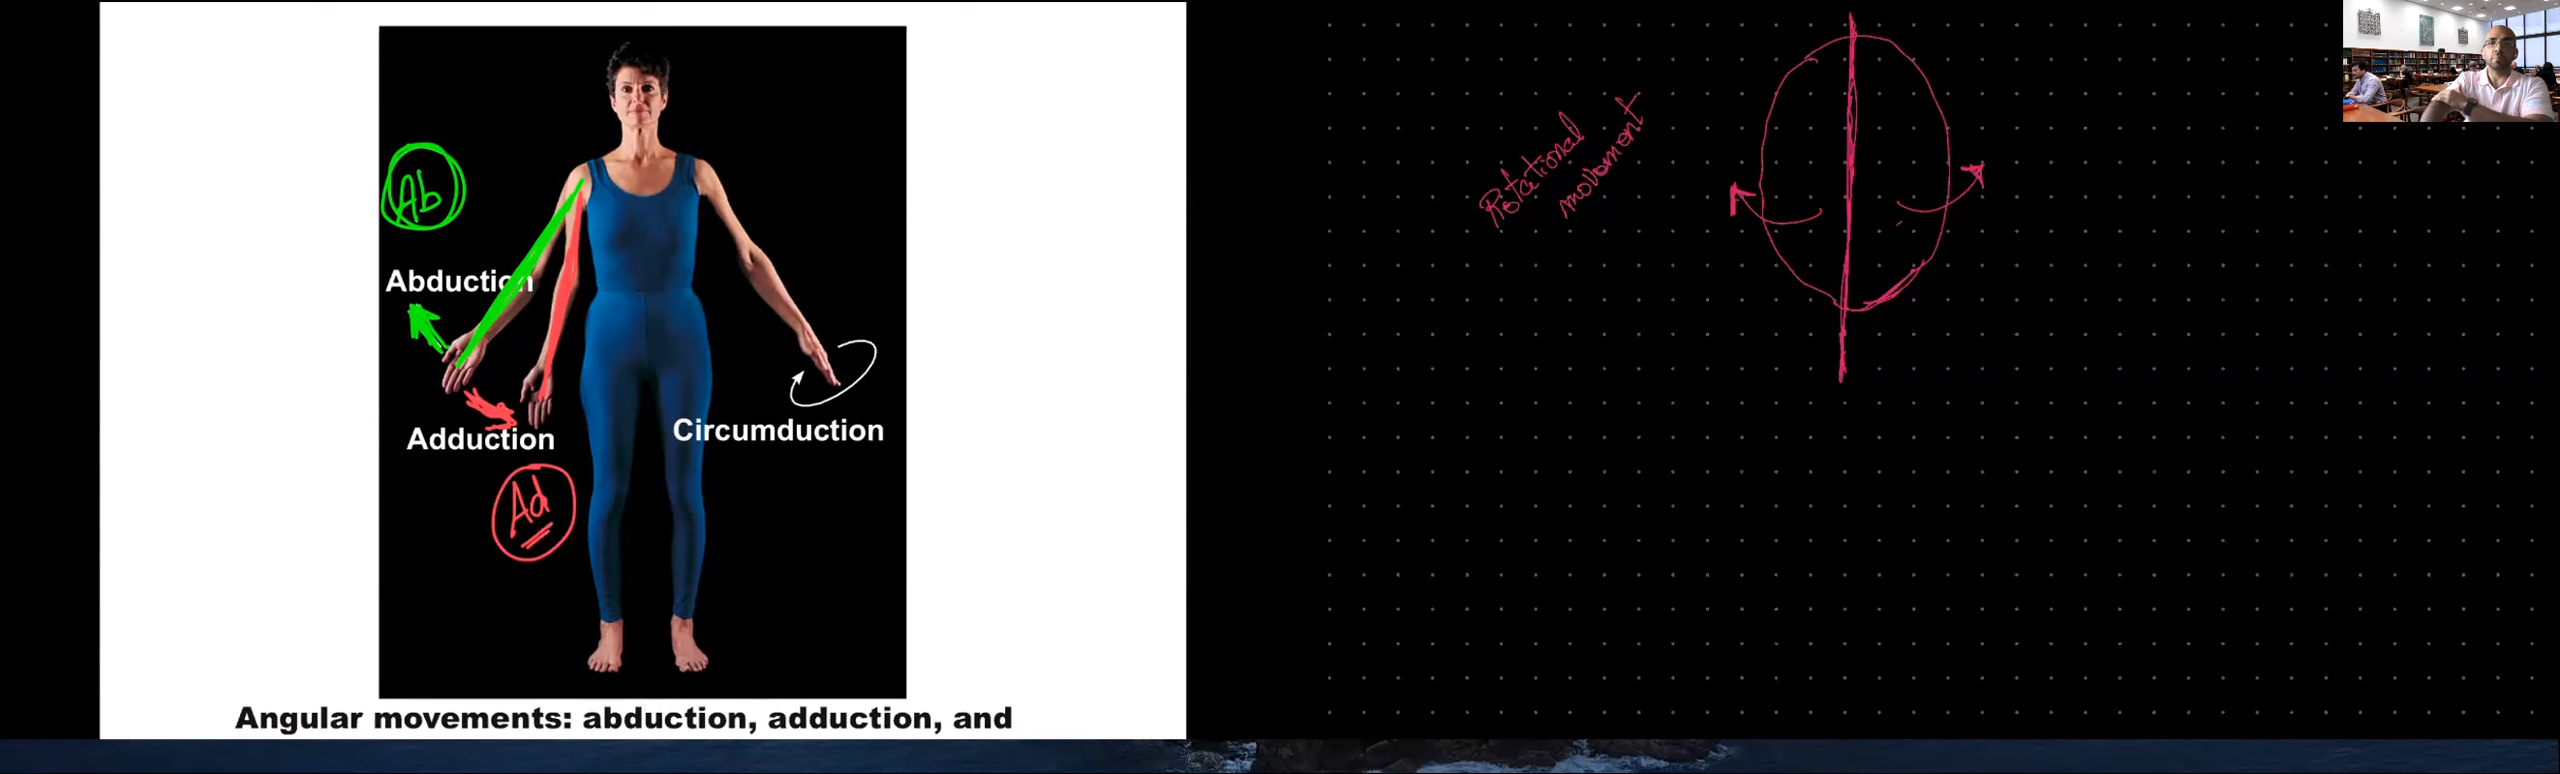 Ab
Abduction
Adduction
Ad
Circumduction
Angular movements: abduction, adduction, and
Rotational
movement